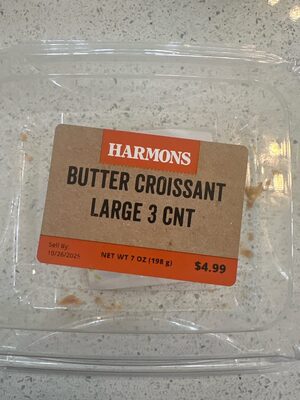 HARMONS
BUTTER CROISSANT
LARGE 3 CNT
Sell By:
10/26/2025
NET WT 7 OZ (198 g)
$4.99